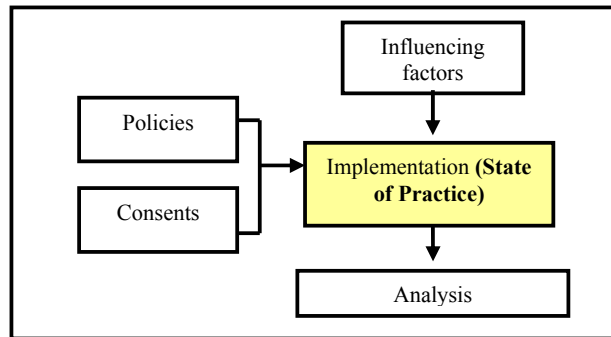 Influencing
factors
Policies
Implementation (State
of Practice)
Consents
Analysis